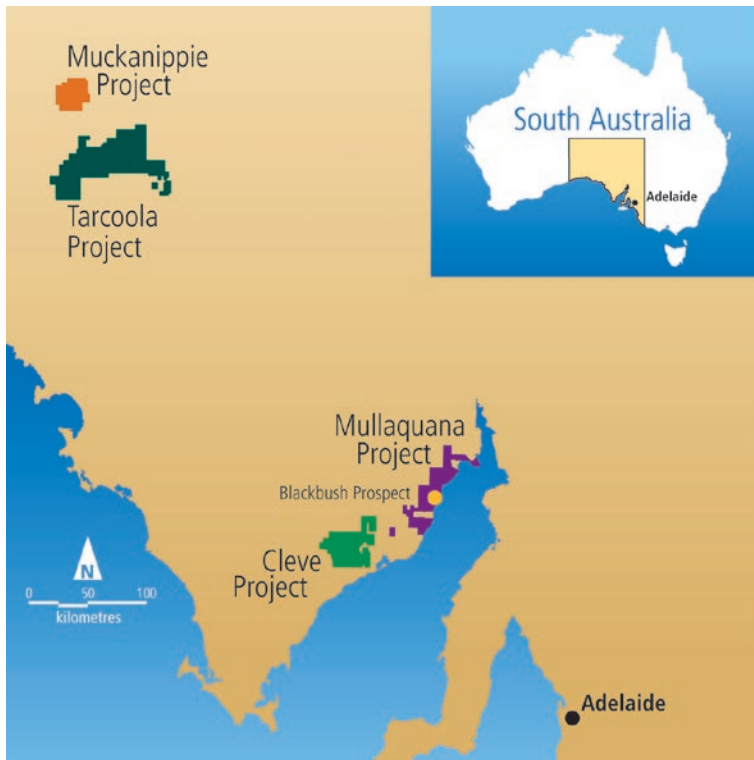 Muckanippie
Project
Tarcoola
Project
South Australia
Adelaide
Mullaquana
Project
Blackbush Prospect
Cleve
Project
N
0 50 100
kilometres
Adelaide